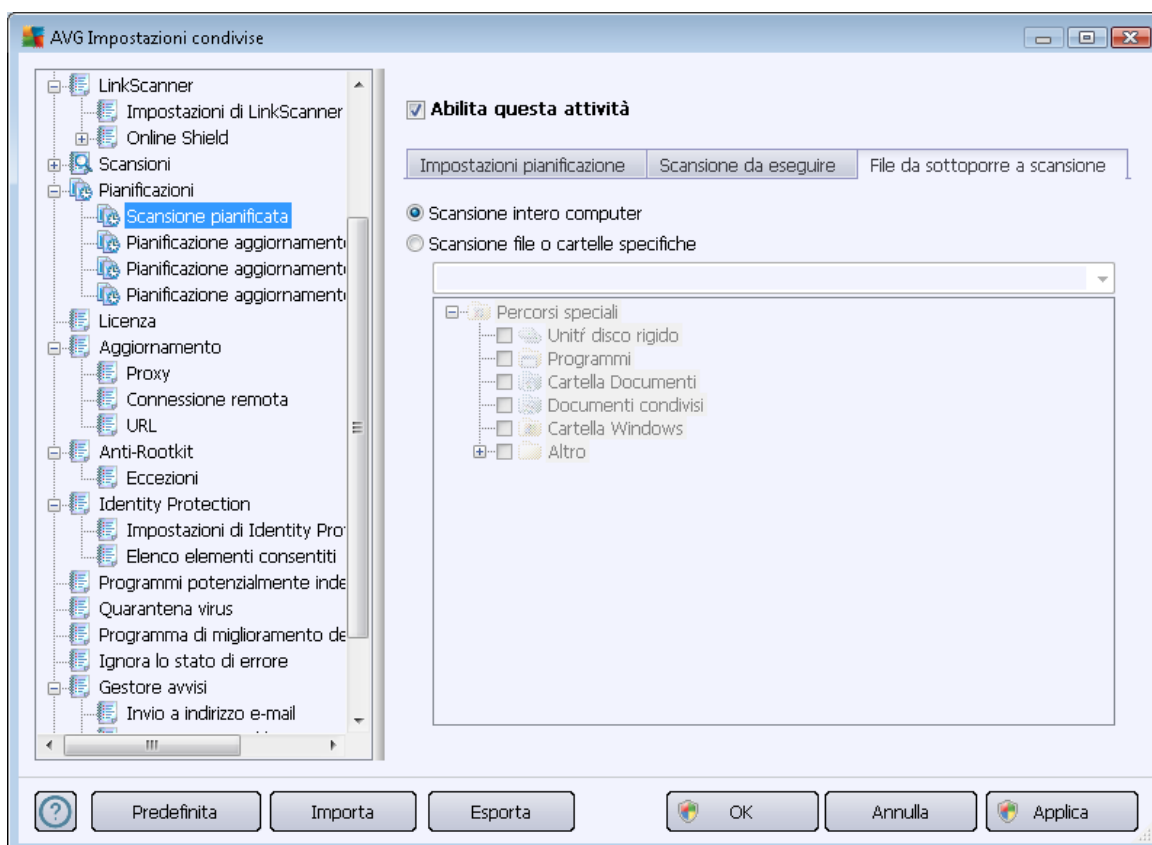 AVG Impostazioni condivise
LinkScanner
Impostazioni di LinkScanner
Online Shield
Scansioni
Pianificazioni
Scansione pianificata
Pianificazione aggiornament
Pianificazione aggiornament
Pianificazione aggiornament
Licenza
Aggiornamento
Proxy
Connessione remota
URL
Anti-Rootkit
Eccezioni
Identity Protection
Impostazioni di Identity Pro
Elenco elementi consentiti
Programmi potenzialmente inde
Quarantena virus
Programma di miglioramento de
Ignora lo stato di errore
Gestore avvisi
Invio a indirizzo e-mail
Abilita questa attività
Impostazioni pianificazione Scansione da eseguire File da sottoporre a scansione
Scansione intero computer
Scansione file o cartelle specifiche
Percorsi speciali
Unitŕ disco rigido
Programmi
Cartella Documenti
Documenti condivisi
Cartella Windows
Altro
? Predefinita Importa Esporta OK Annulla Applica